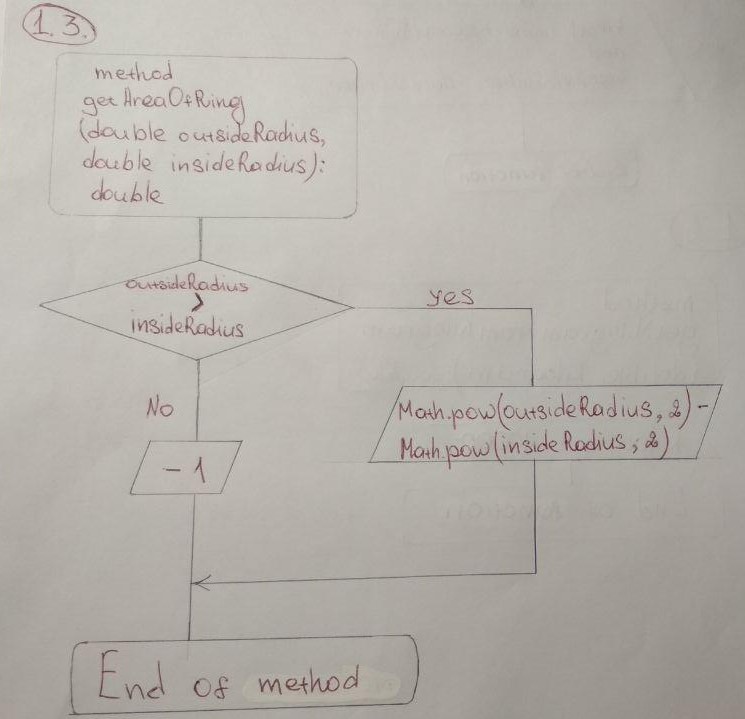 1.3.
method
getAreaOfRing
(double outsideRadius,
double insideRadius):
double
outsideRadius
>
insideRadius
yes
No
Math.pow(outsideRadius, 2) -
Math.pow(insideRadius, 2)
-1
End of method